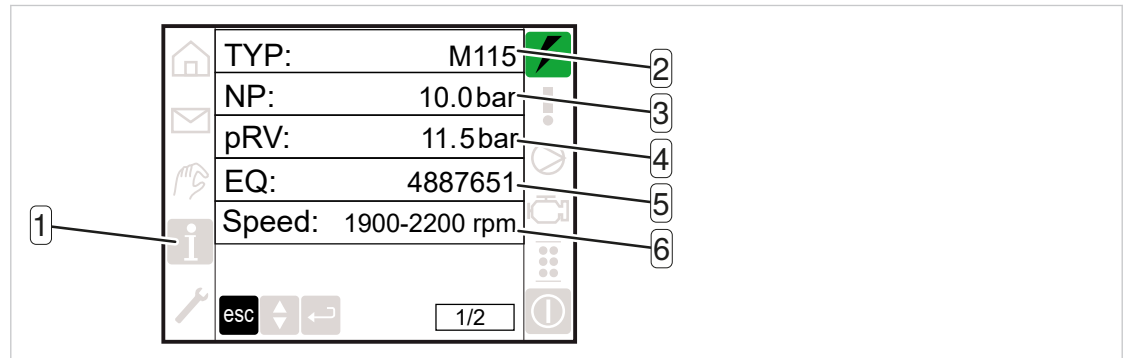 TYP: M115
NP: 10.0 bar
pRV: 11.5 bar
EQ: 4887651
Speed: 1900-2200 rpm
esc 1/2
1
2
3
4
5
6